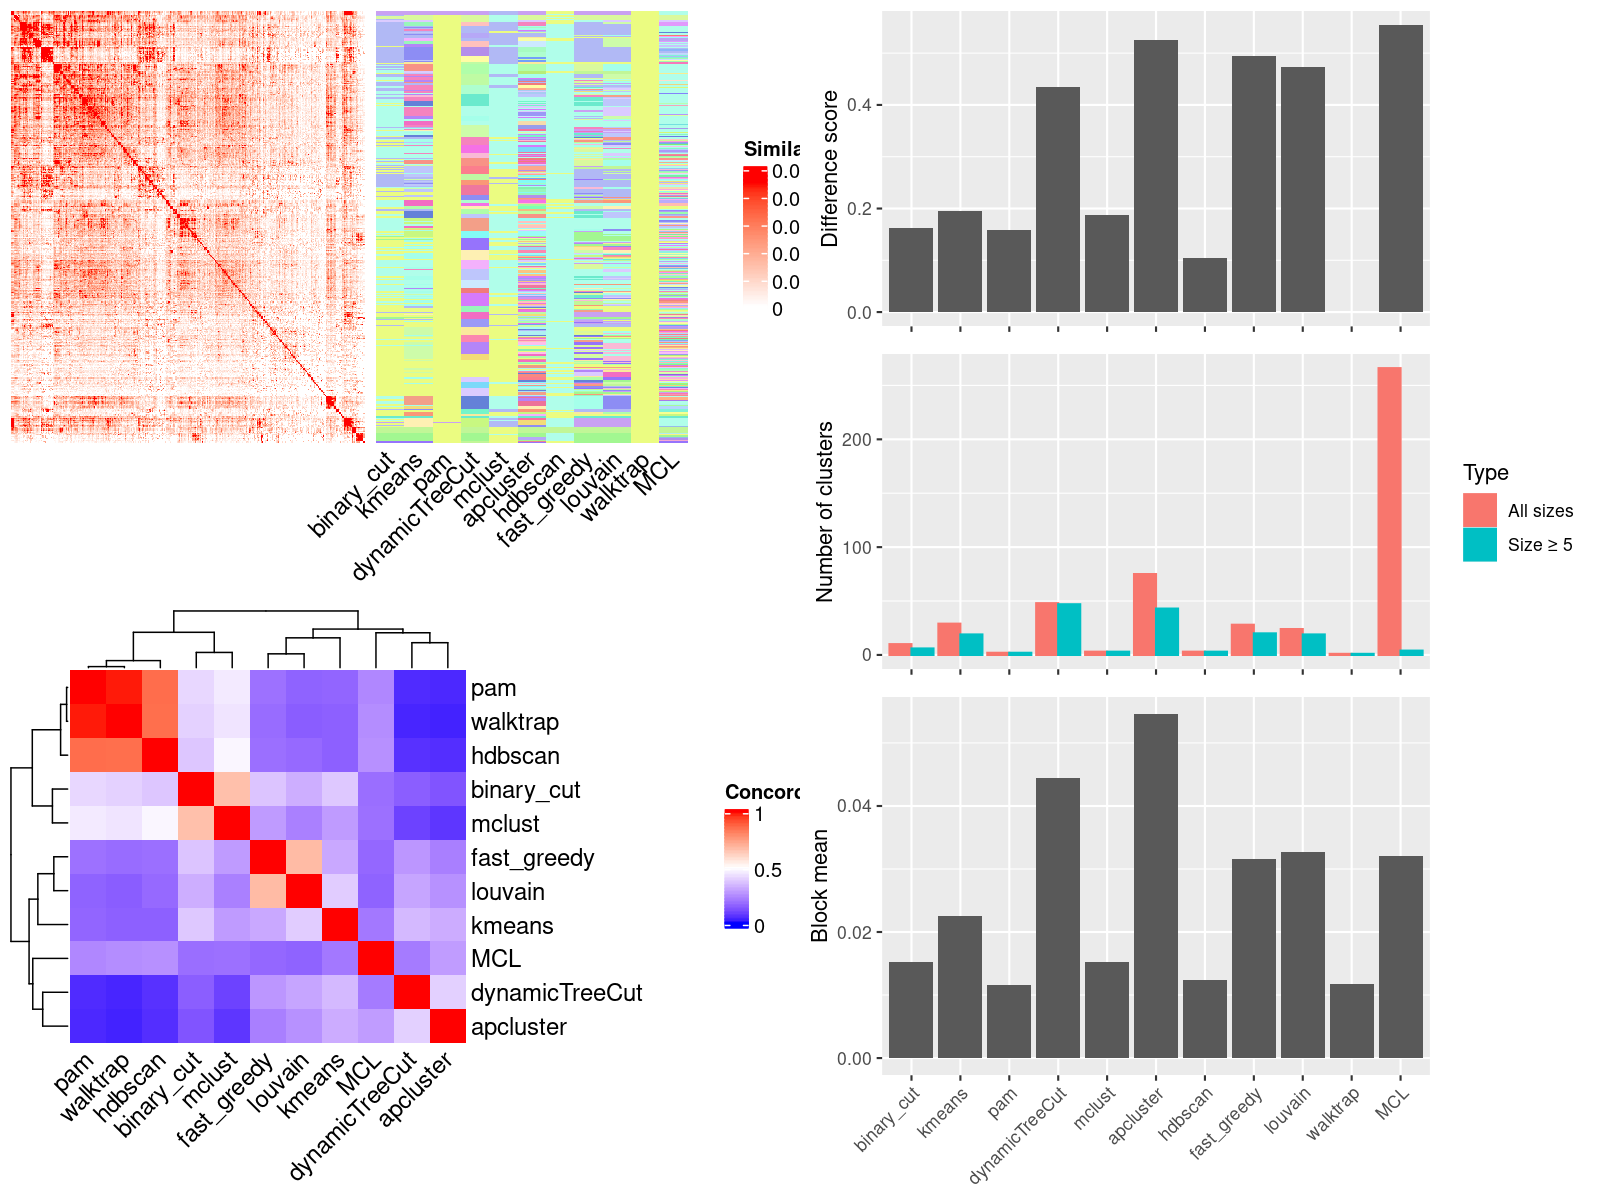 Simila
0.0
0.0
0.0
0.0
0.0
0
binary_cut
kmeans
pam
dynamicTreeCut
mclust
apcluster
hdbscan
fast_greedy
louvain
walktrap
MCL
pam
walktrap
hdbscan
binary_cut
mclust
fast_greedy
louvain
kmeans
MCL
dynamicTreeCut
apcluster
pam
walktrap
hdbscan
binary_cut
mclust
fast_greedy
louvain
kmeans
MCL
dynamicTreeCut
apcluster
Concord
1
0.5
0
Difference score
0.4
0.2
0.0
Number of clusters
200
100
0
Type
All sizes
Size ≥ 5
Block mean
0.04
0.02
0.00
binary_cut
kmeans
pam
dynamicTreeCut
mclust
apcluster
hdbscan
fast_greedy
louvain
walktrap
MCL